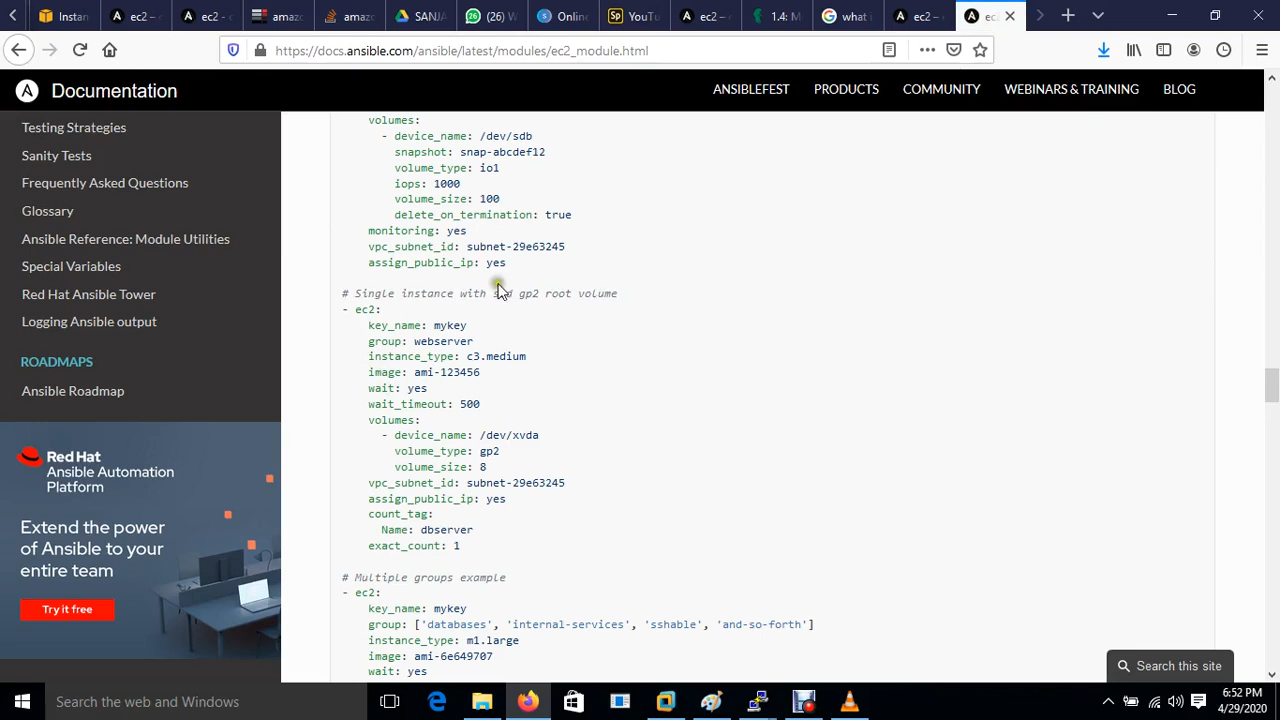 Instan
ec2 –
ec2 –
amazo
amazo
SANJA
(26) W
Online
Sp YouTu
ec2 –
1.4: M
what i
ec2 –
ec2
https://docs.ansible.com/ansible/latest/modules/ec2_module.html
Documentation
ANSIBLEFEST PRODUCTS COMMUNITY WEBINARS & TRAINING BLOG
Testing Strategies
Sanity Tests
Frequently Asked Questions
Glossary
Ansible Reference: Module Utilities
Special Variables
Red Hat Ansible Tower
Logging Ansible output
ROADMAPS
Ansible Roadmap
Red Hat
Ansible Automation
Platform
Extend the power
of Ansible to your
entire team
Try it free
volumes:
- device_name: /dev/sdb
snapshot: snap-abcdef12
volume_type: io1
iops: 1000
volume_size: 100
delete_on_termination: true
monitoring: yes
vpc_subnet_id: subnet-29e63245
assign_public_ip: yes
# Single instance with ssd gp2 root volume
- ec2:
key_name: mykey
group: webserver
instance_type: c3.medium
image: ami-123456
wait: yes
wait_timeout: 500
volumes:
- device_name: /dev/xvda
volume_type: gp2
volume_size: 8
vpc_subnet_id: subnet-29e63245
assign_public_ip: yes
count_tag:
Name: dbserver
exact_count: 1
# Multiple groups example
- ec2:
key_name: mykey
group: ['databases', 'internal-services', 'sshable', 'and-so-forth']
instance_type: m1.large
image: ami-6e649707
wait: yes
Search this site
Search the web and Windows
6:52 PM
4/29/2020